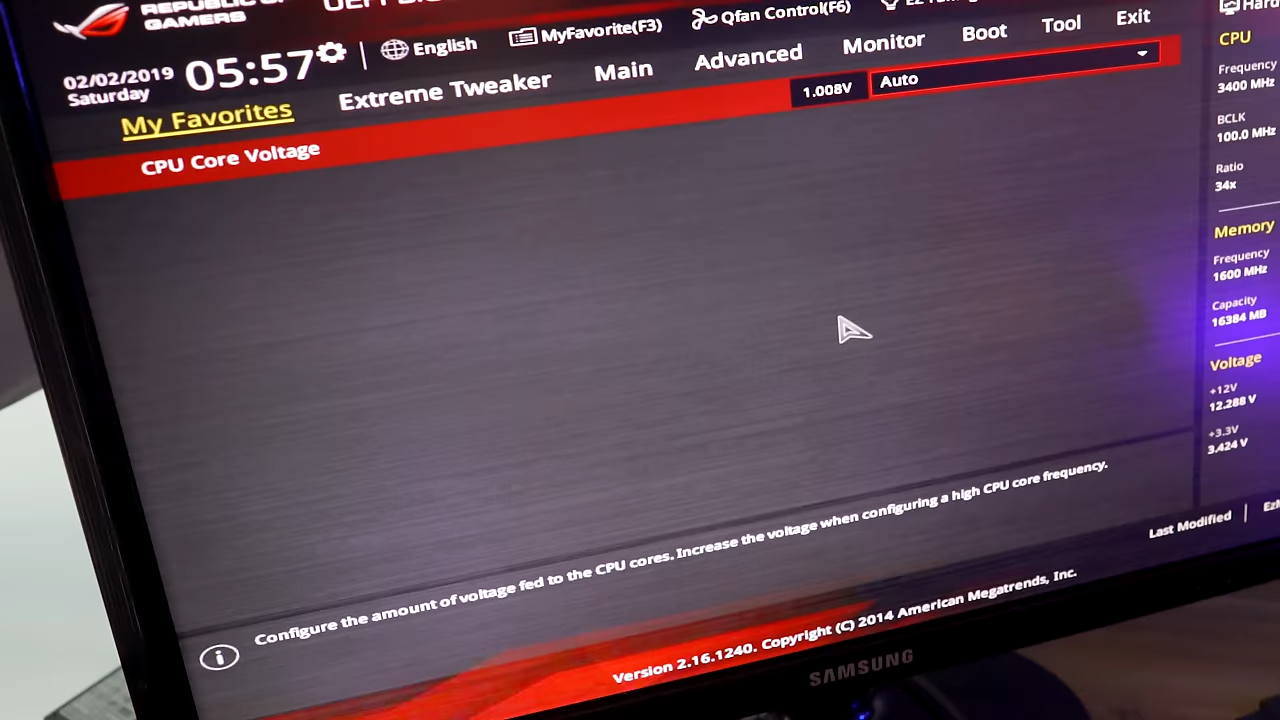 REPUBLIC OF
GAMERS
02/02/2019
Saturday
05:57
English
MyFavorite(F3)
Qfan Control(F6)
My Favorites
Extreme Tweaker
Main
Advanced
Monitor
Boot
Tool
Exit
CPU Core Voltage
1.008V
Auto
CPU
Frequency
3400 MHz
BCLK
100.0 MHz
Ratio
34x
Memory
Frequency
1600 MHz
Capacity
16384 MB
Voltage
+12V
12.288 V
+3.3V
3.424 V
Configure the amount of voltage fed to the CPU cores. Increase the voltage when configuring a high CPU core frequency.
Last Modified
Version 2.16.1240. Copyright (C) 2014 American Megatrends, Inc.
SAMSUNG